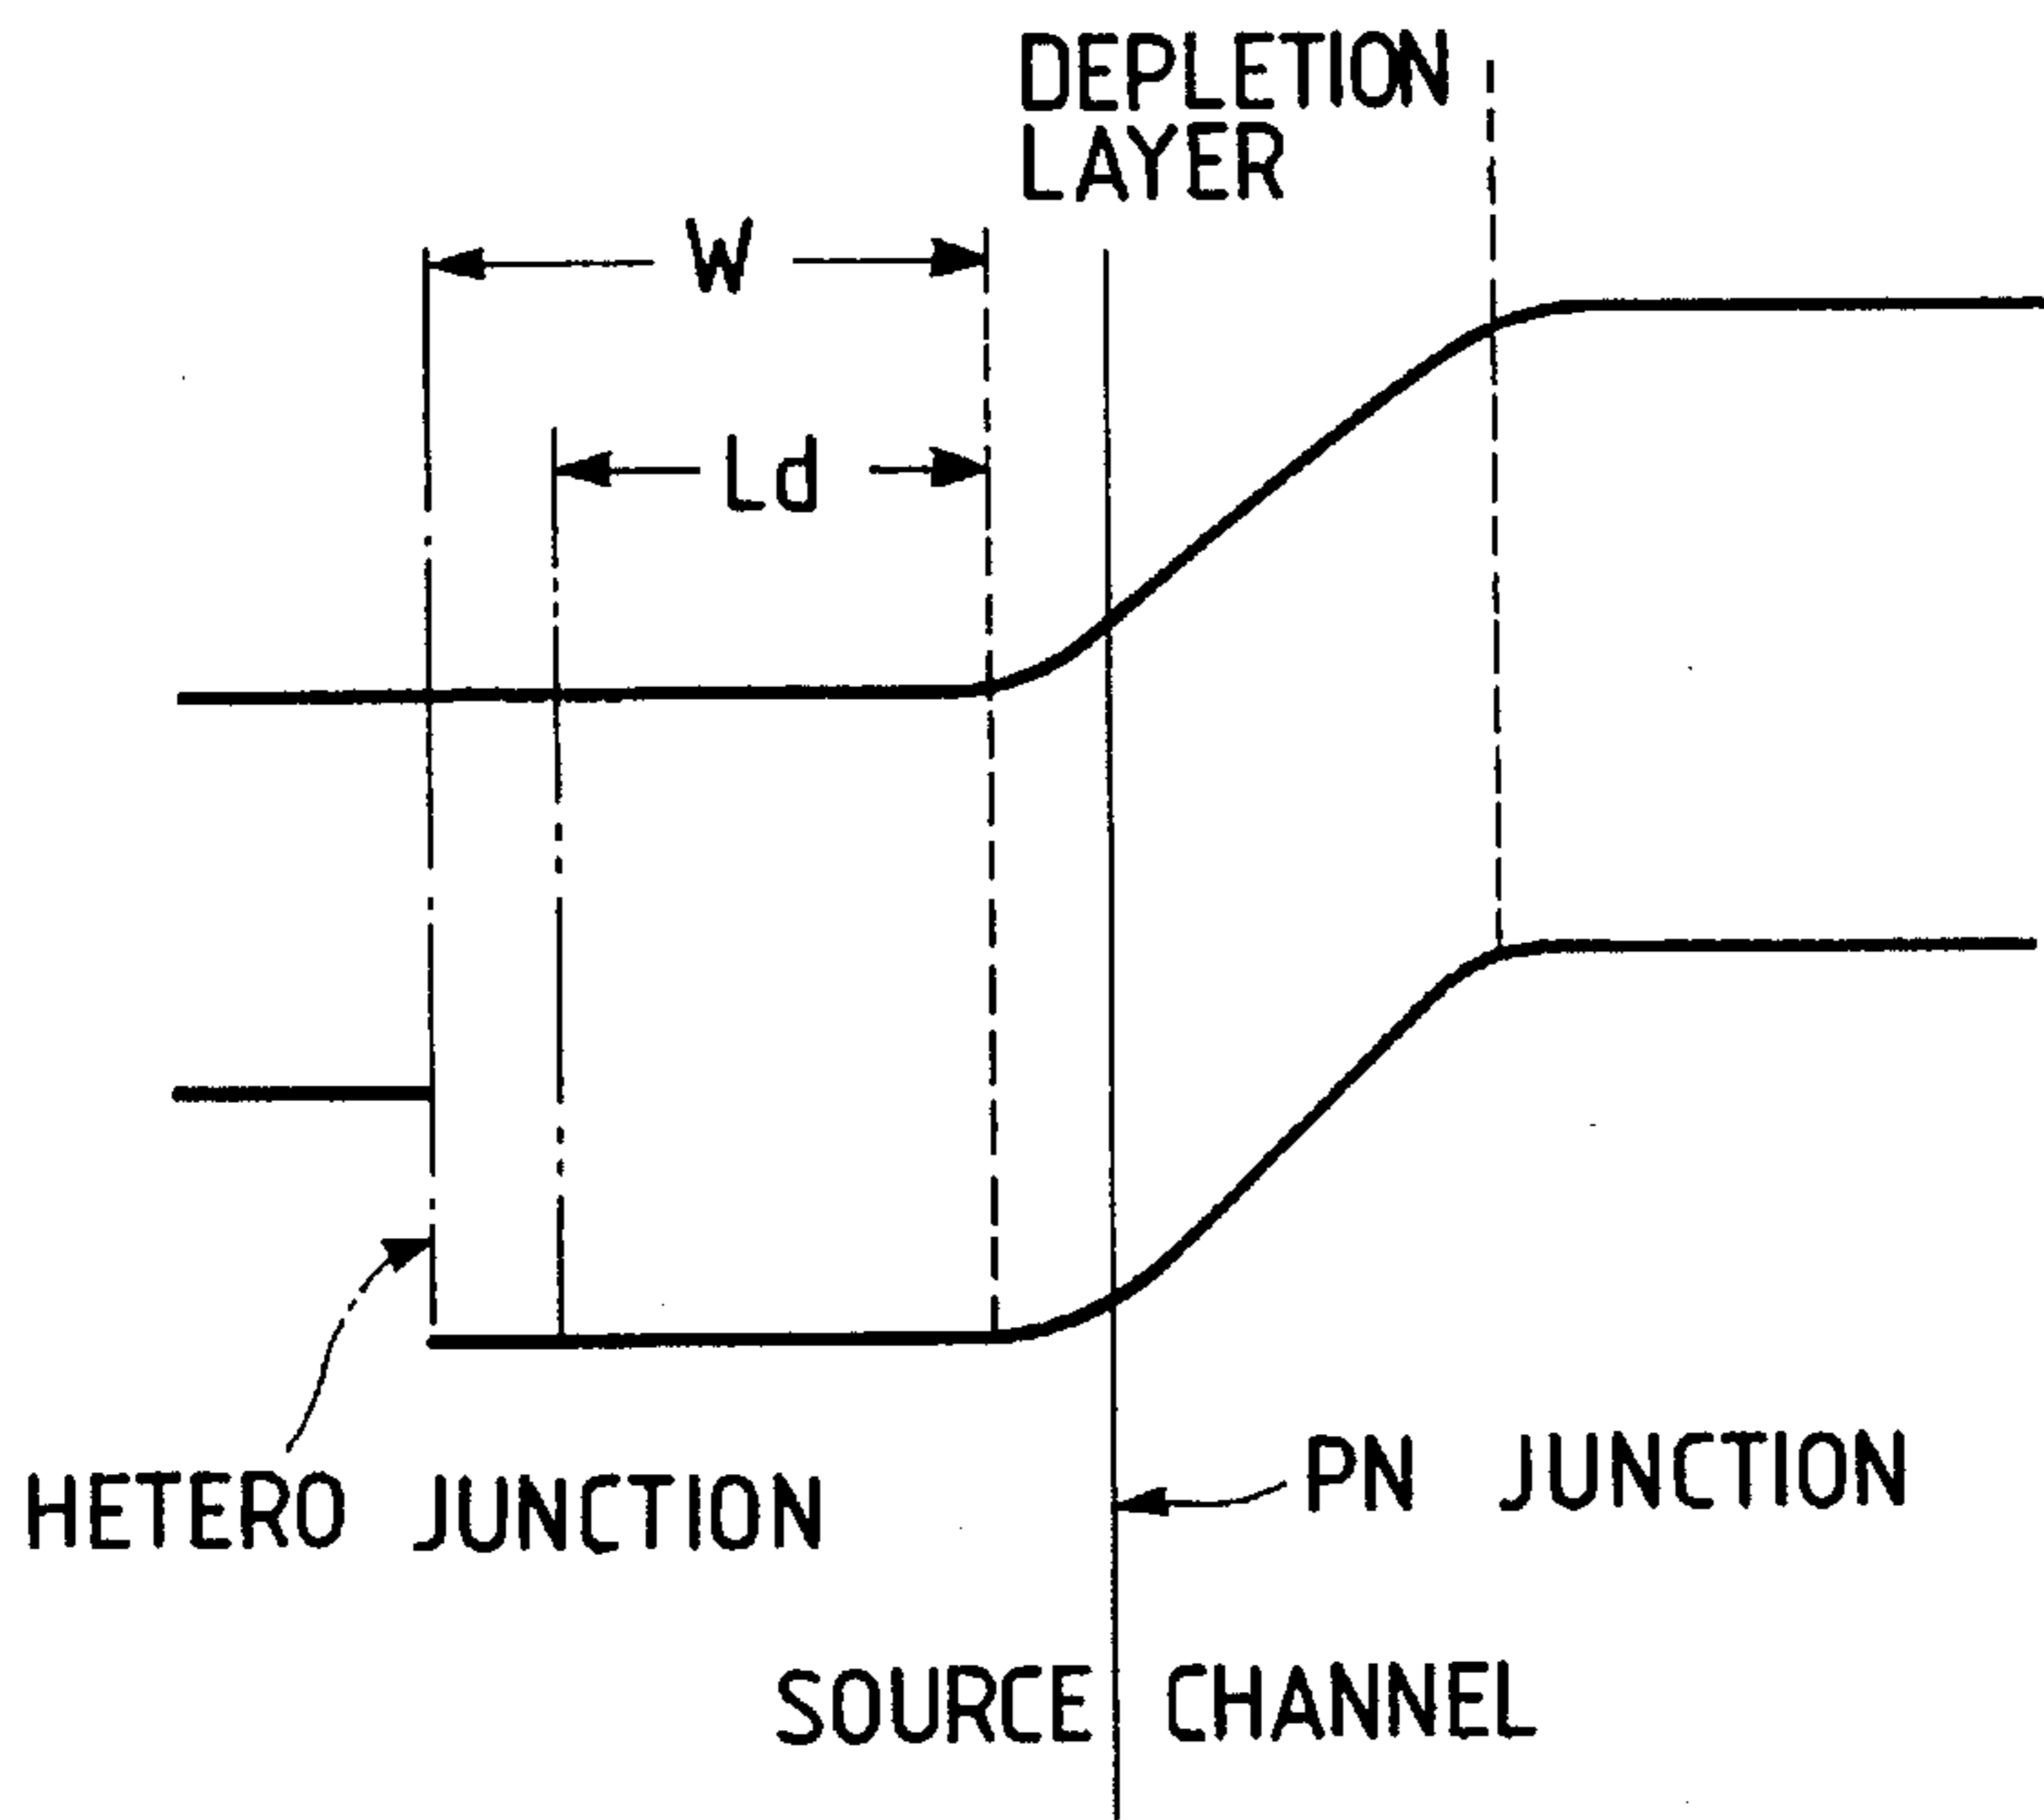 DEPLETION
LAYER
W
Ld
HETERO JUNCTION
PN JUNCTION
SOURCE CHANNEL